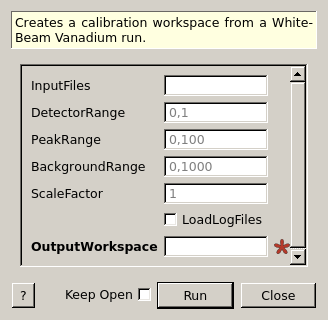 Creates a calibration workspace from a White-
Beam Vanadium run.
InputFiles
DetectorRange 0,1
PeakRange 0,100
BackgroundRange 0,1000
ScaleFactor 1
LoadLogFiles
OutputWorkspace *
? Keep Open Run Close